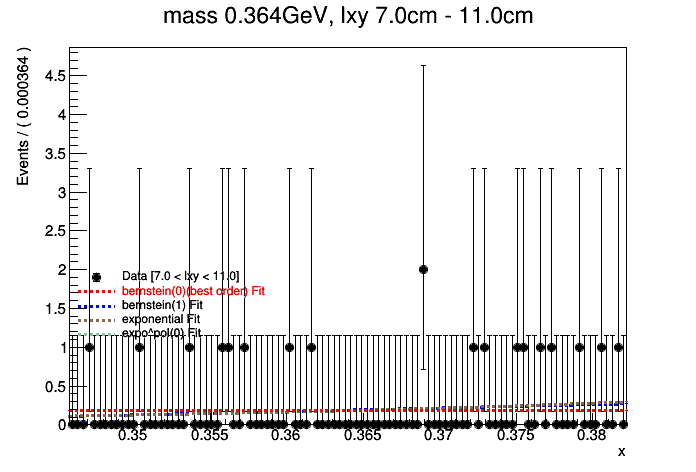 mass 0.364GeV, lxy 7.0cm - 11.0cm
Events / ( 0.000364 )
4.5
4
3.5
3
2.5
2
1.5
1
0.5
0
Data [7.0 < lxy < 11.0]
bernstein(0)(best order) Fit
bernstein(1) Fit
exponential Fit
expo^pol(0) Fit
0.35 0.355 0.36 0.365 0.37 0.375 0.38
x